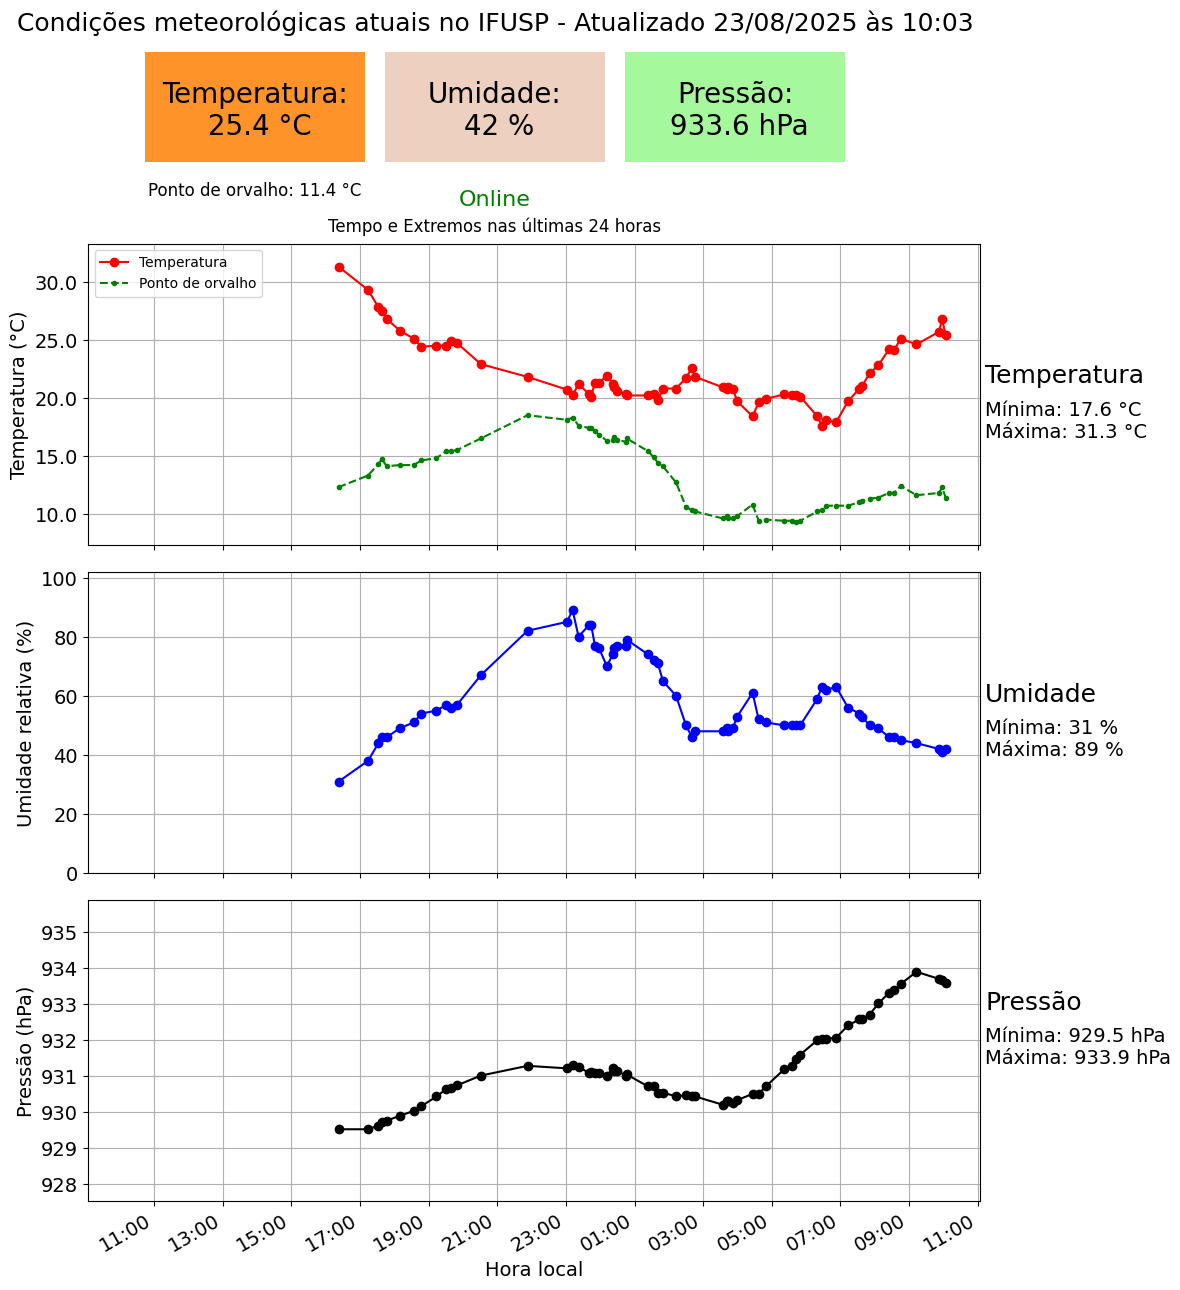 Condições meteorológicas atuais no IFUSP - Atualizado 23/08/2025 às 10:03
Temperatura:
25.4 °C
Umidade:
42 %
Pressão:
933.6 hPa
Ponto de orvalho: 11.4 °C
Online
Tempo e Extremos nas últimas 24 horas
Temperatura
Ponto de orvalho
Temperatura (°C)
30.0
25.0
20.0
15.0
10.0
Temperatura
Mínima: 17.6 °C
Máxima: 31.3 °C
Umidade relativa (%)
100
80
60
40
20
0
Umidade
Mínima: 31 %
Máxima: 89 %
Pressão (hPa)
935
934
933
932
931
930
929
928
Pressão
Mínima: 929.5 hPa
Máxima: 933.9 hPa
11:00
13:00
15:00
17:00
19:00
21:00
23:00
01:00
03:00
05:00
07:00
09:00
11:00
Hora local